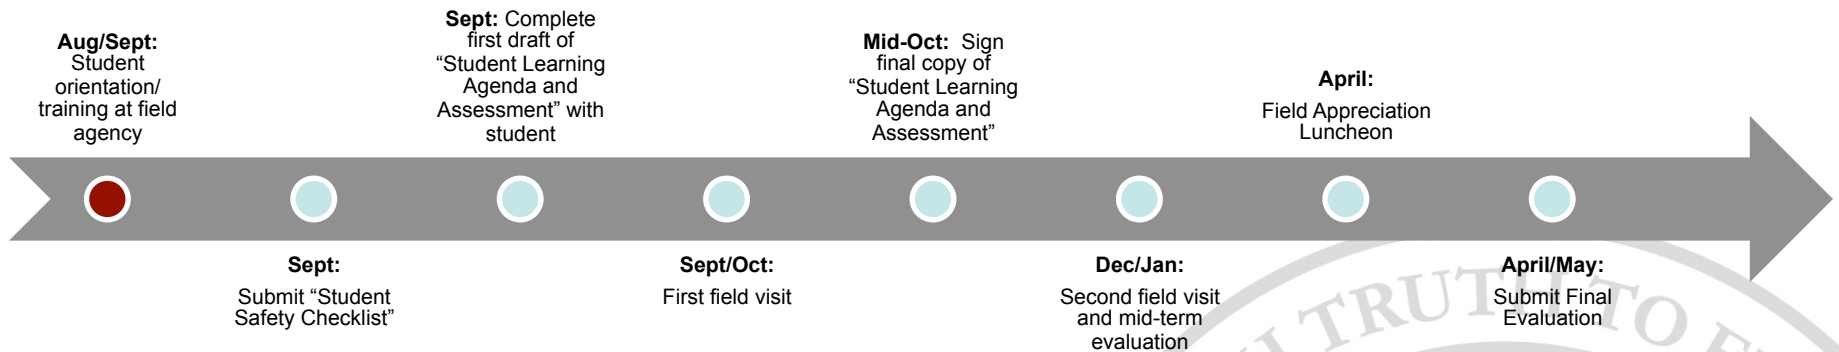 Aug/Sept:
Student
orientation/
training at field
agency
Sept:
Submit “Student
Safety Checklist”
Sept: Complete
first draft of
“Student Learning
Agenda and
Assessment” with
student
Sept/Oct:
First field visit
Mid-Oct:  Sign
final copy of
“Student Learning
Agenda and
Assessment”
Dec/Jan:
Second field visit
and mid-term
evaluation
April:
Field Appreciation
Luncheon
April/May:
Submit Final
Evaluation
TRUTH TO